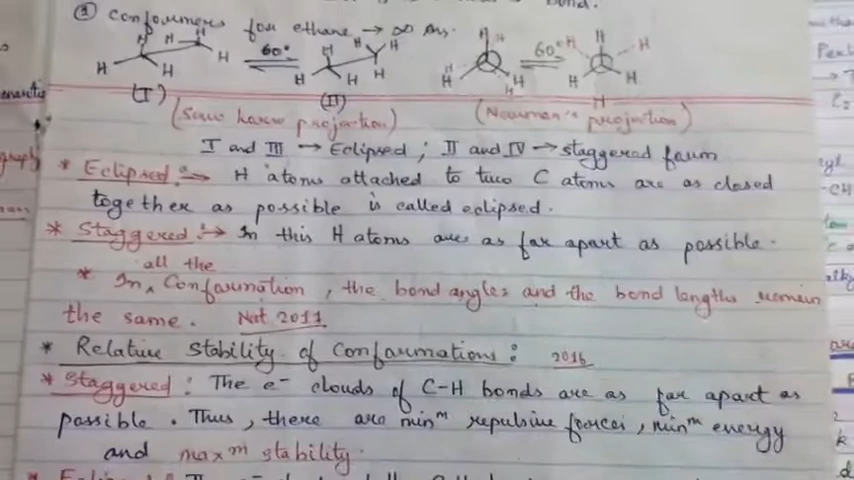 bond.
② Conformers for ethane → ∞ Ans.
H H H H H H 60° H H H H H H H H H H H 60° H H H H H H
(I) (II)
(Saw horse projection) (Newman's projection)
I and III → Eclipsed ; II and IV → staggered form
* Eclipsed :→ H atoms attached to two C atoms are as closed
together as possible is called eclipsed.
* Staggered :→ In this H atoms are as far apart as possible.
* In all the Conformation, the bond angles and the bond lengths remain
the same. Net 2011
* Relative Stability of Conformations : 2016
* Staggered : The e⁻ clouds of C-H bonds are as far apart as
possible. Thus, there are minᵐ repulsive forces, minᵐ energy
and maxᵐ stability.